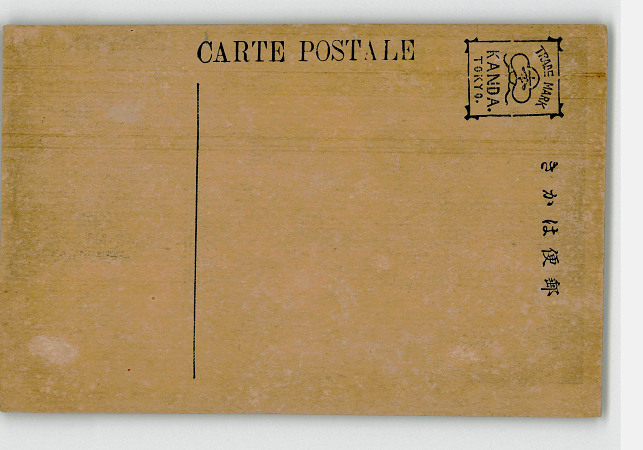 CARTE POSTALE
TRADE MARK
KANDA.
TOKYO.
きかは便郵